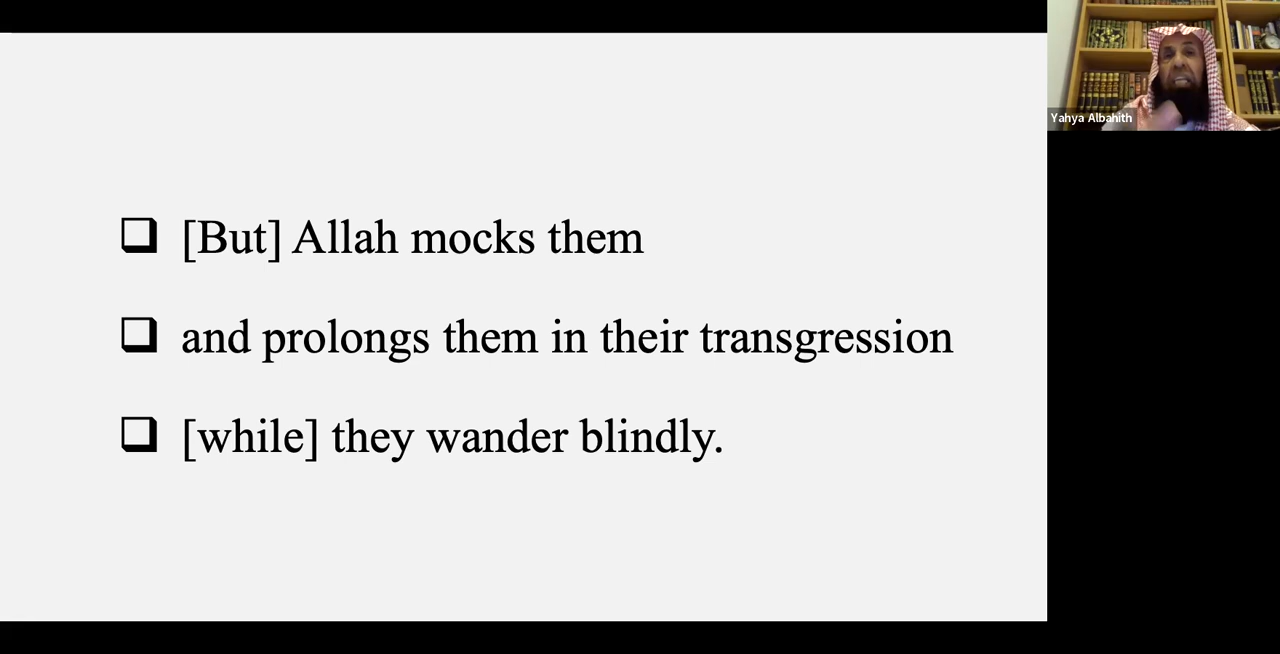 [But] Allah mocks them
and prolongs them in their transgression
[while] they wander blindly.
Yahya Albahith